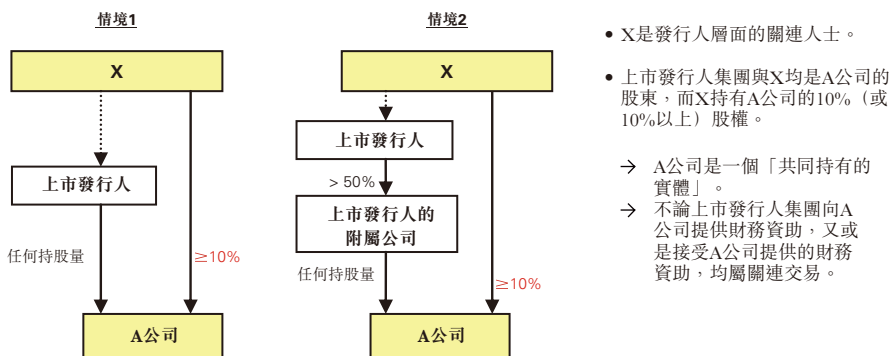 情境1
X
上市發行人
任何持股量
≥10%
A公司
情境2
X
上市發行人
> 50%
上市發行人的
附屬公司
任何持股量
≥10%
A公司
• X是發行人層面的關連人士。
• 上市發行人集團與X均是A公司的
股東，而X持有A公司的10%（或
10%以上）股權。
→ A公司是一個「共同持有的
實體」。
→ 不論上市發行人集團向A
公司提供財務資助，又或
是接受A公司提供的財務
資助，均屬關連交易。